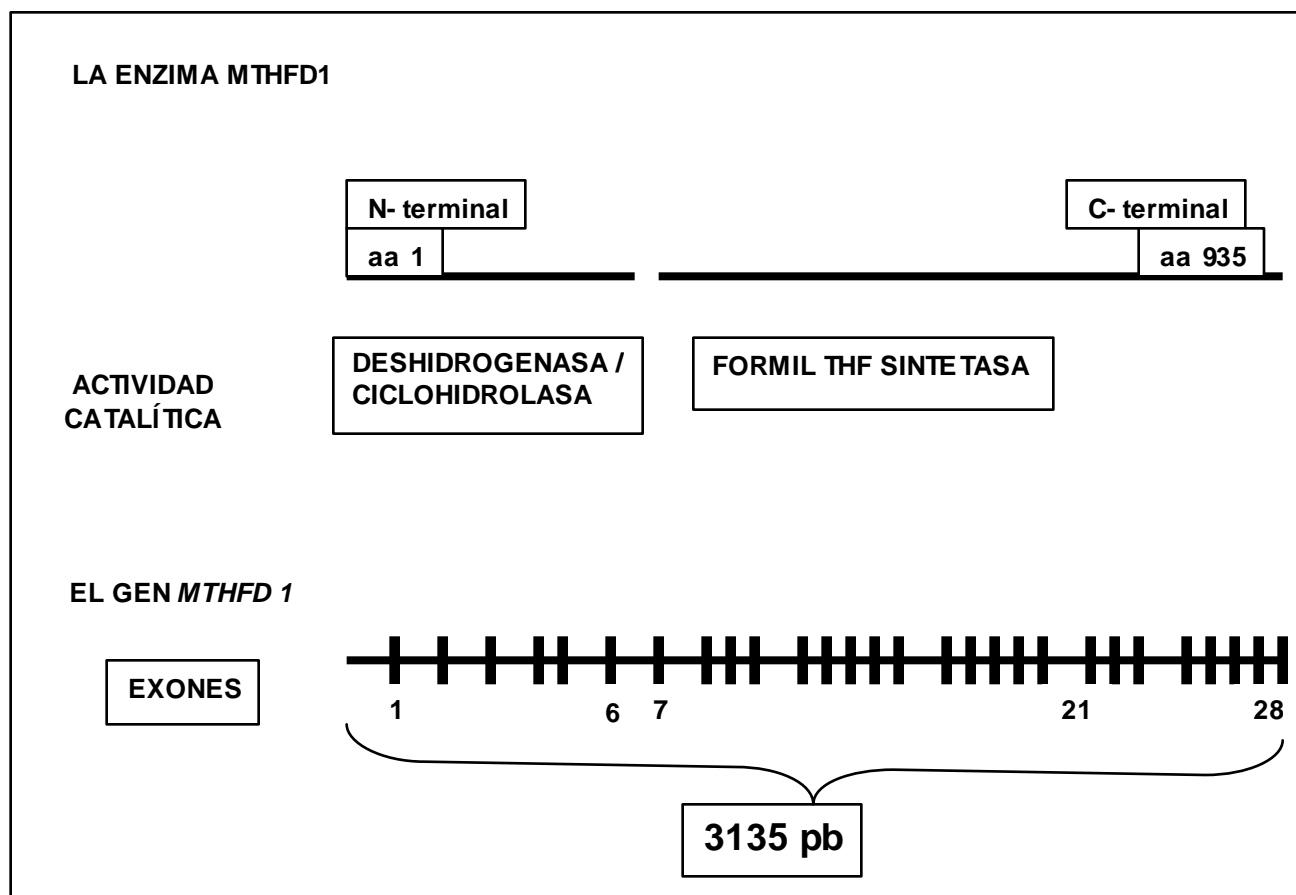 LA ENZIMA MTHFD1
N- terminal
C- terminal
aa 1
aa 935
ACTIVIDAD
CATALÍTICA
DESHIDROGENASA /
CICLOHIDROLASA
FORMIL THF SINTETASA
EL GEN MTHFD 1
EXONES
1
6
7
21
28
3135 pb